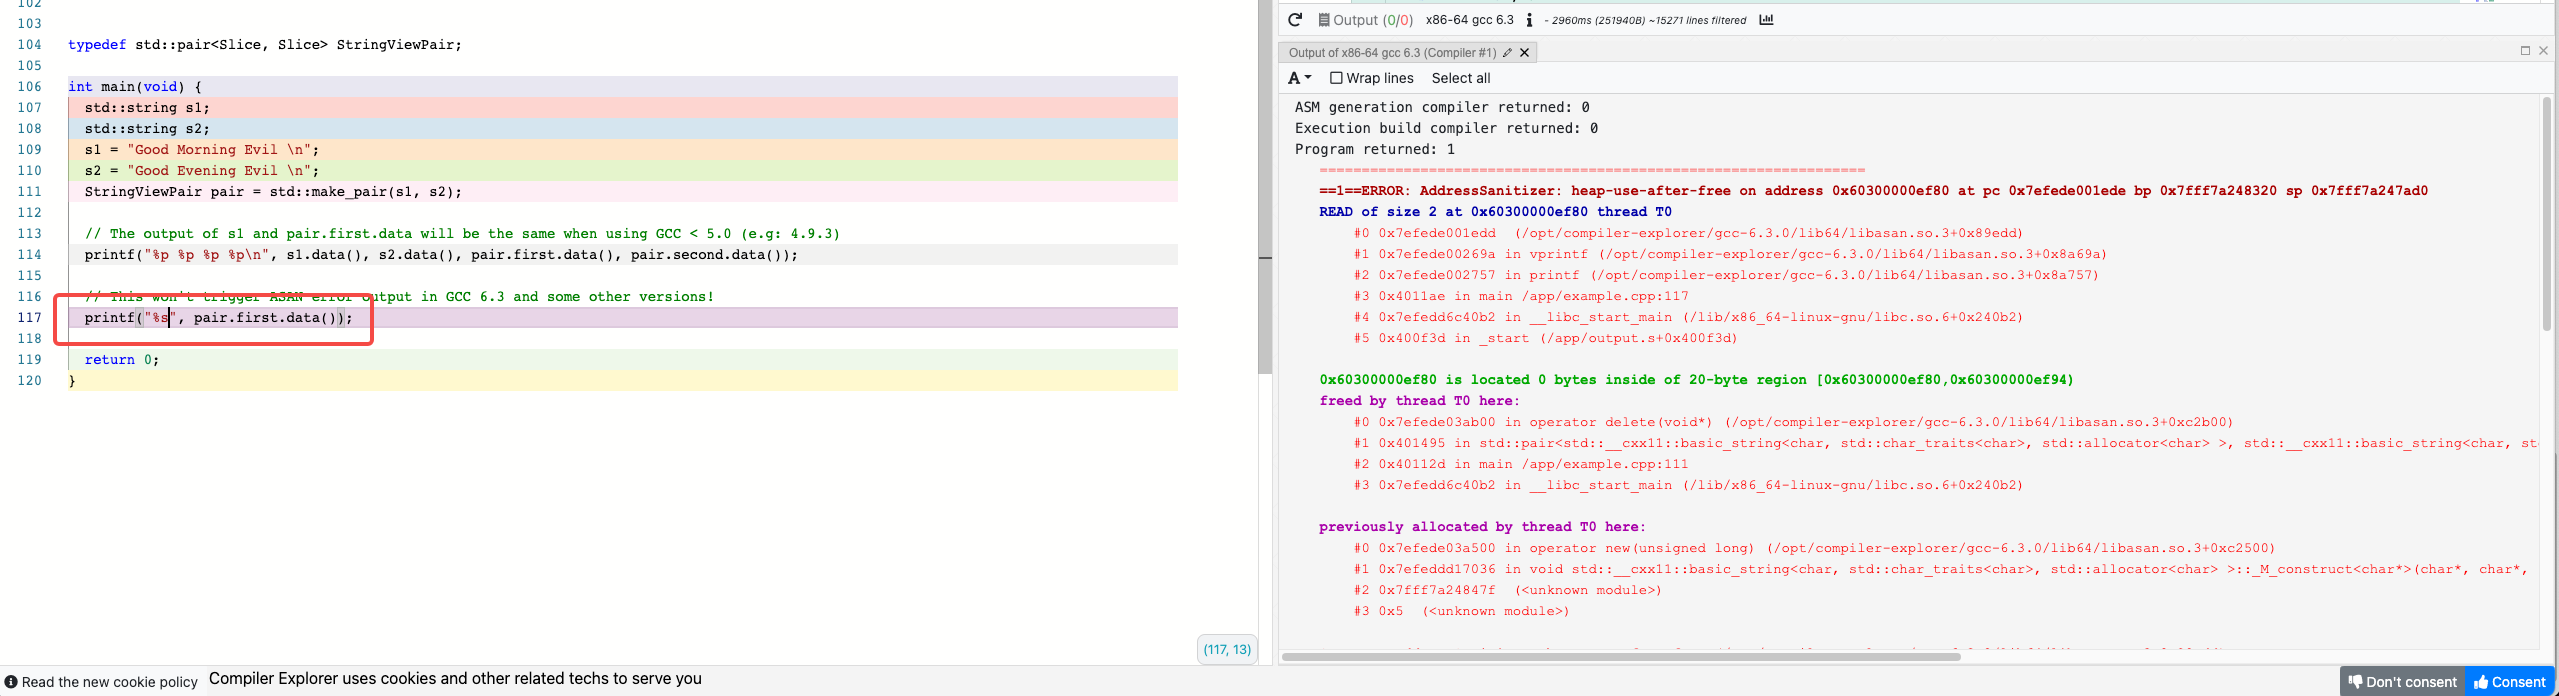 102
103
104 typedef std::pair<Slice, Slice> StringViewPair;
105
106 int main(void) {
107 std::string s1;
108 std::string s2;
109 s1 = "Good Morning Evil \n";
110 s2 = "Good Evening Evil \n";
111 StringViewPair pair = std::make_pair(s1, s2);
112
113 // The output of s1 and pair.first.data will be the same when using GCC < 5.0 (e.g: 4.9.3)
114 printf("%p %p %p %p\n", s1.data(), s2.data(), pair.first.data(), pair.second.data());
115
116 // This won't trigger ASAN error output in GCC 6.3 and some other versions!
117 printf("%s", pair.first.data());
118
119 return 0;
120 }
(117, 13)
Output (0/0) x86-64 gcc 6.3 i - 2960ms (251940B) ~15271 lines filtered
Output of x86-64 gcc 6.3 (Compiler #1)
A Wrap lines Select all
ASM generation compiler returned: 0
Execution build compiler returned: 0
Program returned: 1
=================================================================
==1==ERROR: AddressSanitizer: heap-use-after-free on address 0x60300000ef80 at pc 0x7efede001ede bp 0x7fff7a248320 sp 0x7fff7a247ad0
READ of size 2 at 0x60300000ef80 thread T0
#0 0x7efede001edd (/opt/compiler-explorer/gcc-6.3.0/lib64/libasan.so.3+0x89edd)
#1 0x7efede00269a in vprintf (/opt/compiler-explorer/gcc-6.3.0/lib64/libasan.so.3+0x8a69a)
#2 0x7efede002757 in printf (/opt/compiler-explorer/gcc-6.3.0/lib64/libasan.so.3+0x8a757)
#3 0x4011ae in main /app/example.cpp:117
#4 0x7efedd6c40b2 in __libc_start_main (/lib/x86_64-linux-gnu/libc.so.6+0x240b2)
#5 0x400f3d in _start (/app/output.s+0x400f3d)
0x60300000ef80 is located 0 bytes inside of 20-byte region [0x60300000ef80,0x60300000ef94)
freed by thread T0 here:
#0 0x7efede03ab00 in operator delete(void*) (/opt/compiler-explorer/gcc-6.3.0/lib64/libasan.so.3+0xc2b00)
#1 0x401495 in std::pair<std::__cxx11::basic_string<char, std::char_traits<char>, std::allocator<char> >, std::__cxx11::basic_string<char, st
#2 0x40112d in main /app/example.cpp:111
#3 0x7efedd6c40b2 in __libc_start_main (/lib/x86_64-linux-gnu/libc.so.6+0x240b2)
previously allocated by thread T0 here:
#0 0x7efede03a500 in operator new(unsigned long) (/opt/compiler-explorer/gcc-6.3.0/lib64/libasan.so.3+0xc2500)
#1 0x7efeddd17036 in void std::__cxx11::basic_string<char, std::char_traits<char>, std::allocator<char> >::_M_construct<char*>(char*, char*,
#2 0x7fff7a24847f (<unknown module>)
#3 0x5 (<unknown module>)
Read the new cookie policy Compiler Explorer uses cookies and other related techs to serve you
Don't consent Consent